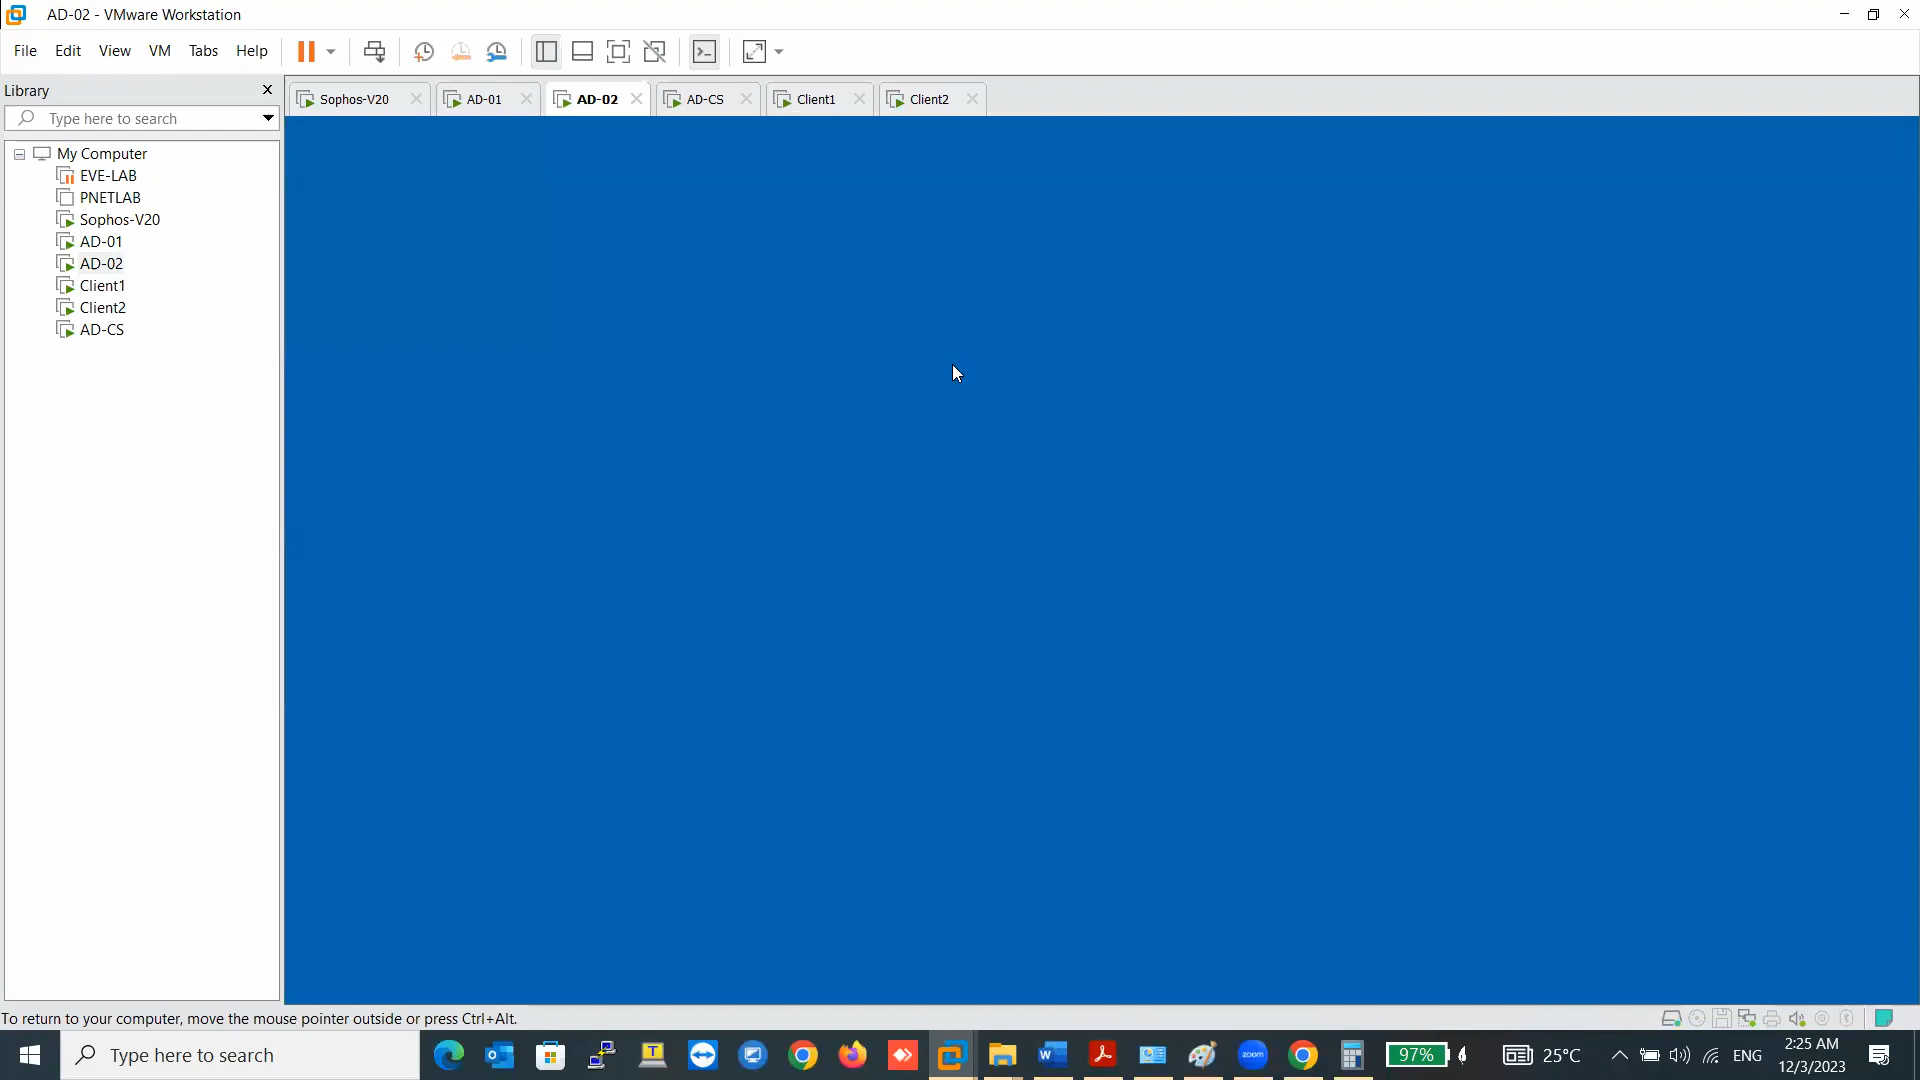 AD-02 - VMware Workstation
File Edit View VM Tabs Help
Library
Type here to search
My Computer
EVE-LAB
PNETLAB
Sophos-V20
AD-01
AD-02
Client1
Client2
AD-CS
Sophos-V20 AD-01 AD-02 AD-CS Client1 Client2
To return to your computer, move the mouse pointer outside or press Ctrl+Alt.
Type here to search
T
zoom
97%
25°C
ENG
2:25 AM
12/3/2023